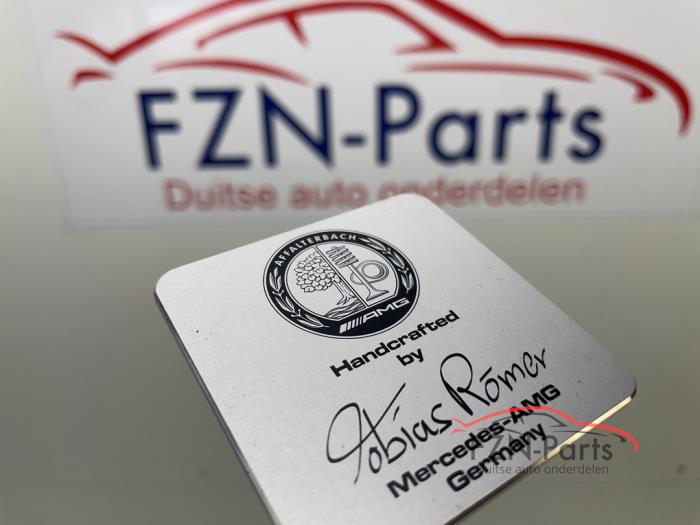 FZN-Parts
Duitse auto onderdelen
AFFALTERBACH
AMG
Handcrafted
by
Tobias Römer
Mercedes-AMG
Germany
FZN-Parts
Duitse auto onderdelen